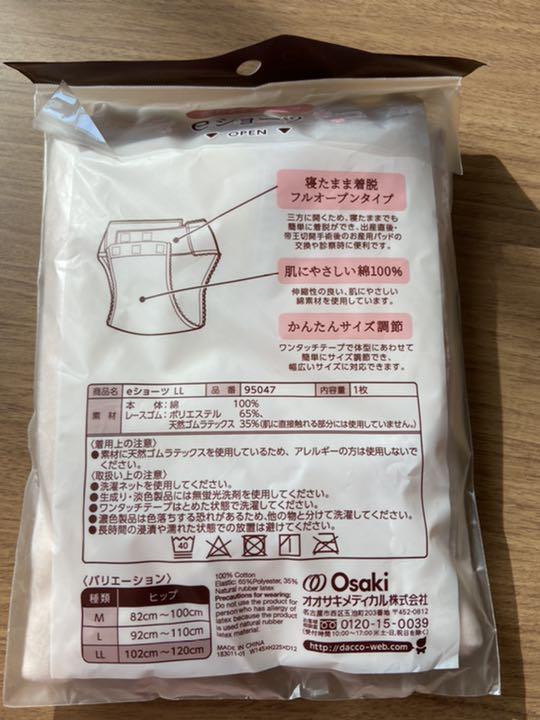 eショーツ
▼ OPEN ▼
寝たまま着脱
フルオープンタイプ
三方に開くため、寝たままでも
簡単に着脱ができ、出産直後・
帝王切開手術後のお産用パッドの
交換や診察時に便利です。
肌にやさしい綿100%
伸縮性の良い、肌にやさしい
綿素材を使用しています。
かんたんサイズ調節
ワンタッチテープで体型にあわせて
簡単にサイズ調節でき、
幅広いサイズに対応できます。
商品名 eショーツ LL 品番 95047 内容量 1枚
素材 本体:綿 100%
レースゴム:ポリエステル 65%、
天然ゴムラテックス 35%(肌に直接触れる部分には使用していません。)
〈着用上の注意〉
●素材に天然ゴムラテックスを使用しているため、アレルギーの方は使用しないで
ください。
〈取扱い上の注意〉
●洗濯ネットを使用してください。
●生成り・淡色製品には無蛍光洗剤を使用してください。
●ワンタッチテープはとめた状態で洗濯してください。
●濃色製品は色落ちする恐れがあるため、他の物と分けて洗濯してください。
●長時間の浸漬や濡れた状態での放置は避けてください。
40
〈バリエーション〉
種類 ヒップ
M 82cm～100cm
L 92cm～110cm
LL 102cm～120cm
100% Cotton
Elastic: 65%Polyester, 35%
Natural rubber latex
Precautions for wearing:
Do not use the product for
person who has allergy of
latex because the product
is used natural rubber
latex material.
MADE IN CHINA
183011-01 W145×H225×D12
Osaki
オオサキメディカル株式会社
名古屋市西区玉池町203番地 〒452-0812
0120-15-0039
(受付時間 10:00～17:00(土・日・祝日を除く))
http://dacco-web.com